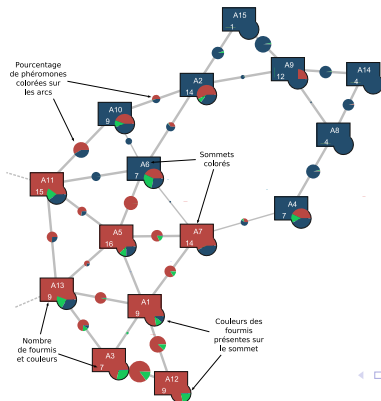 A15
1
A9
12
A14
4
Pourcentage
de phéromones
colorées sur
les arcs
A2
14
A10
9
A8
4
A6
7
Sommets
colorés
A11
15
A4
7
A5
16
A7
14
A13
9
A1
9
Nombre
de fourmis
et couleurs
A3
7
Couleurs des
fourmis
présentes sur
le sommet
A12
9